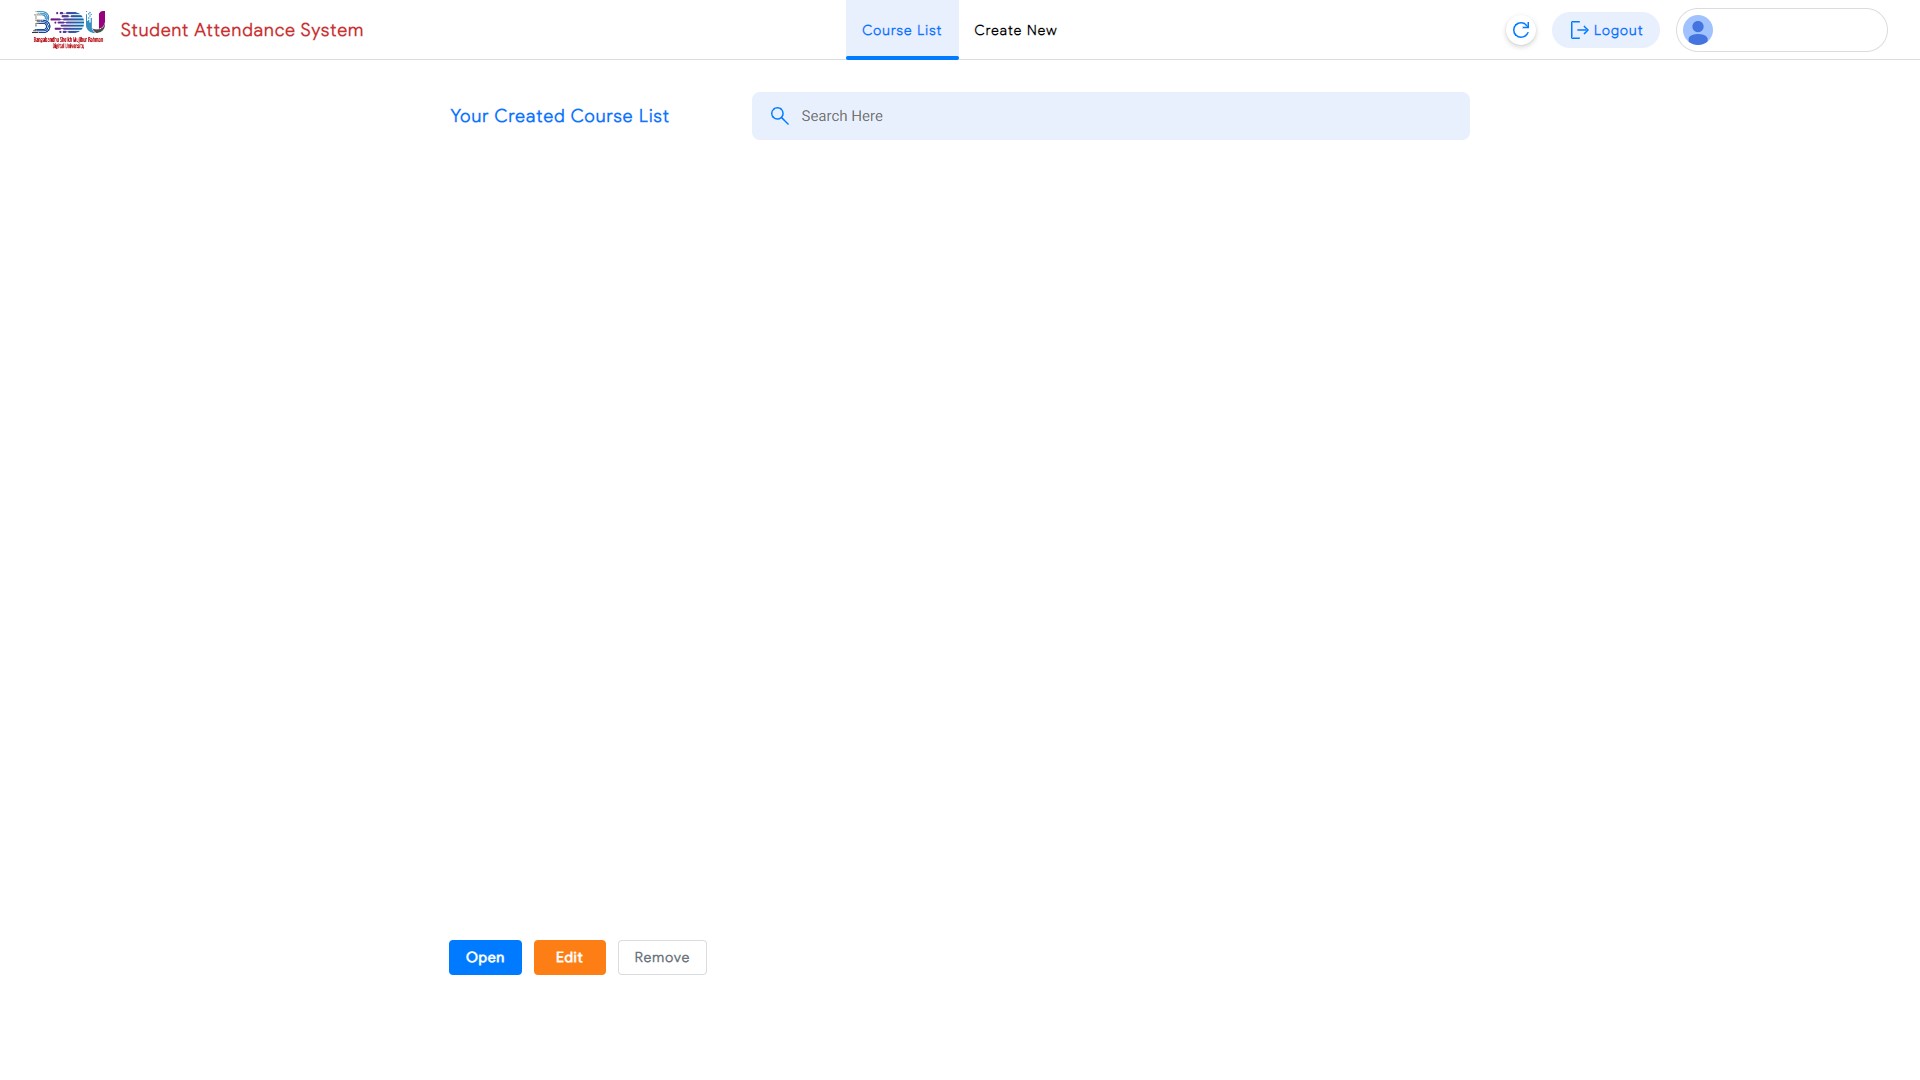 BDU
Bangabandhu Sheikh Mujibur Rahman
Digital University
Student Attendance System
Course List
Create New
Logout
Your Created Course List
Search Here
Open
Edit
Remove